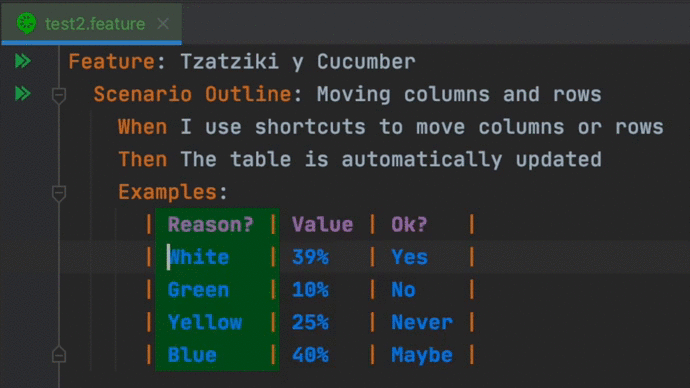 test2.feature
Feature: Tzatziki y Cucumber
Scenario Outline: Moving columns and rows
When I use shortcuts to move columns or rows
Then The table is automatically updated
Examples:
| Reason? | Value | Ok? |
| White | 39% | Yes |
| Green | 10% | No |
| Yellow | 25% | Never |
| Blue | 40% | Maybe |